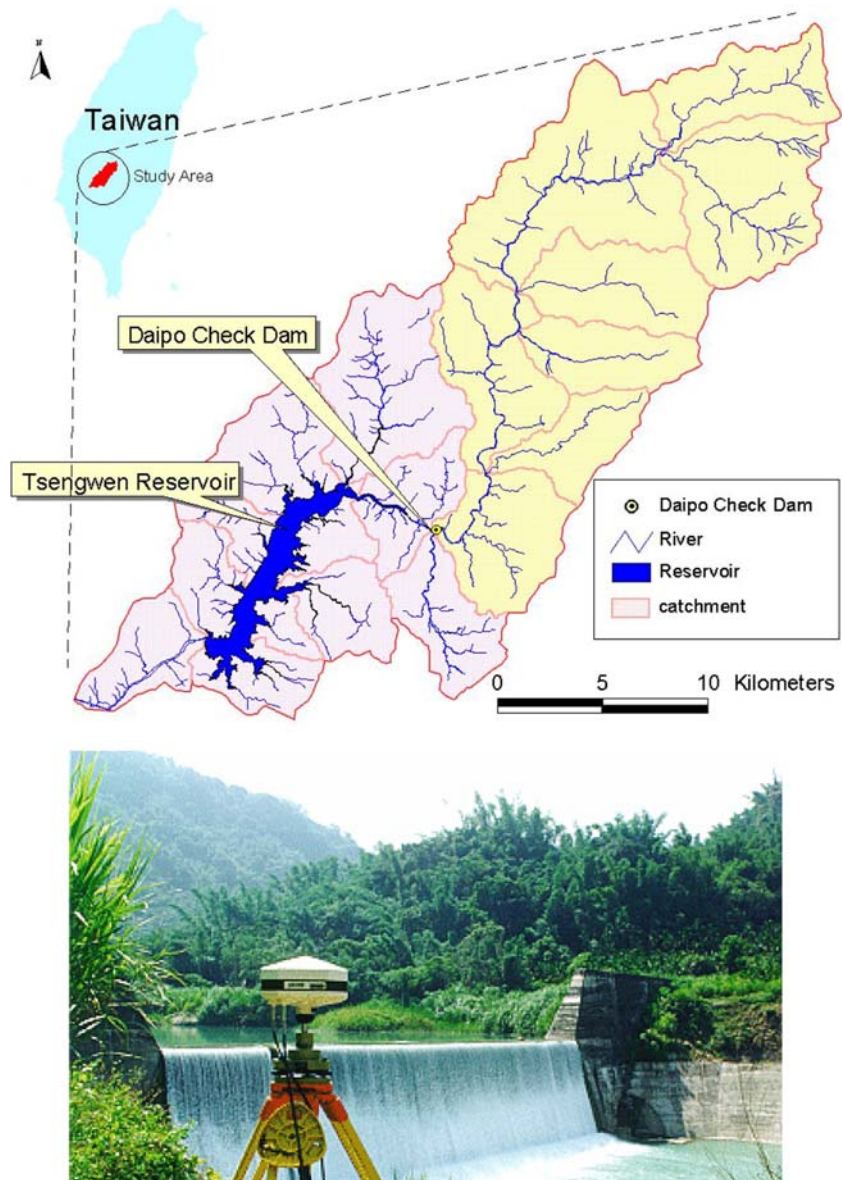 N
Taiwan
Study Area
Daipo Check Dam
Tsengwen Reservoir
Daipo Check Dam
River
Reservoir
catchment
0 5 10 Kilometers